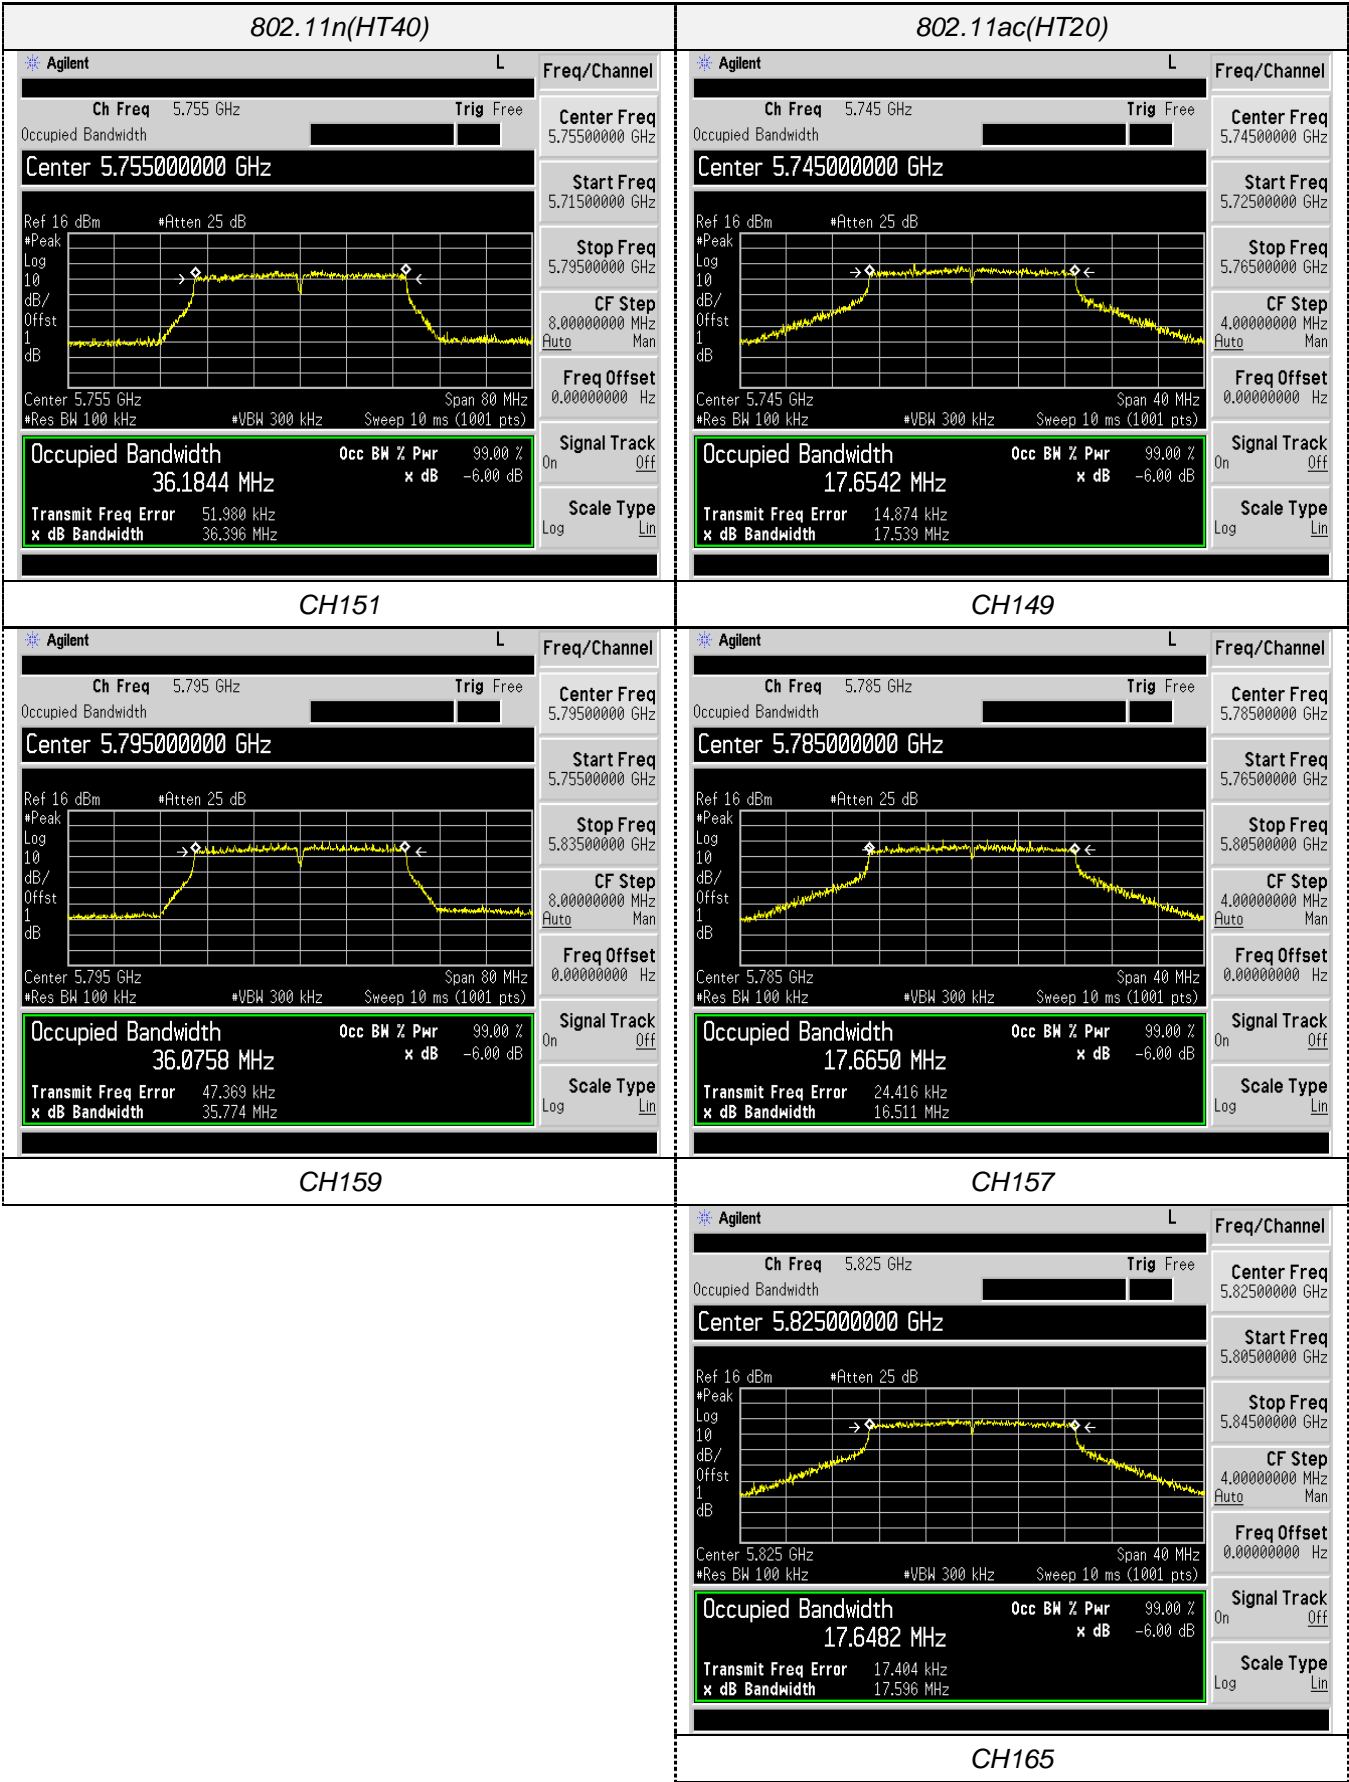 802.11n(HT40)
802.11ac(HT20)
Agilent
L
Freq/Channel
Ch Freq 5.755 GHz
Trig Free
Occupied Bandwidth
Center 5.755000000 GHz
Ref 16 dBm #Atten 25 dB
#Peak
Log
10
dB/
Offst
1
dB
Center 5.755 GHz Span 80 MHz
#Res BW 100 kHz #VBW 300 kHz Sweep 10 ms (1001 pts)
Occupied Bandwidth
36.1844 MHz
Occ BW % Pwr 99.00 %
x dB -6.00 dB
Transmit Freq Error 51.980 kHz
x dB Bandwidth 36.396 MHz
Center Freq
5.75500000 GHz
Start Freq
5.71500000 GHz
Stop Freq
5.79500000 GHz
CF Step
8.00000000 MHz
Auto Man
Freq Offset
0.00000000 Hz
Signal Track
On Off
Scale Type
Log Lin
Agilent
L
Freq/Channel
Ch Freq 5.745 GHz
Trig Free
Occupied Bandwidth
Center 5.745000000 GHz
Ref 16 dBm #Atten 25 dB
#Peak
Log
10
dB/
Offst
1
dB
Center 5.745 GHz Span 40 MHz
#Res BW 100 kHz #VBW 300 kHz Sweep 10 ms (1001 pts)
Occupied Bandwidth
17.6542 MHz
Occ BW % Pwr 99.00 %
x dB -6.00 dB
Transmit Freq Error 14.874 kHz
x dB Bandwidth 17.539 MHz
Center Freq
5.74500000 GHz
Start Freq
5.72500000 GHz
Stop Freq
5.76500000 GHz
CF Step
4.00000000 MHz
Auto Man
Freq Offset
0.00000000 Hz
Signal Track
On Off
Scale Type
Log Lin
CH151
CH149
Agilent
L
Freq/Channel
Ch Freq 5.795 GHz
Trig Free
Occupied Bandwidth
Center 5.795000000 GHz
Ref 16 dBm #Atten 25 dB
#Peak
Log
10
dB/
Offst
1
dB
Center 5.795 GHz Span 80 MHz
#Res BW 100 kHz #VBW 300 kHz Sweep 10 ms (1001 pts)
Occupied Bandwidth
36.0758 MHz
Occ BW % Pwr 99.00 %
x dB -6.00 dB
Transmit Freq Error 47.369 kHz
x dB Bandwidth 35.774 MHz
Center Freq
5.79500000 GHz
Start Freq
5.75500000 GHz
Stop Freq
5.83500000 GHz
CF Step
8.00000000 MHz
Auto Man
Freq Offset
0.00000000 Hz
Signal Track
On Off
Scale Type
Log Lin
Agilent
L
Freq/Channel
Ch Freq 5.785 GHz
Trig Free
Occupied Bandwidth
Center 5.785000000 GHz
Ref 16 dBm #Atten 25 dB
#Peak
Log
10
dB/
Offst
1
dB
Center 5.785 GHz Span 40 MHz
#Res BW 100 kHz #VBW 300 kHz Sweep 10 ms (1001 pts)
Occupied Bandwidth
17.6650 MHz
Occ BW % Pwr 99.00 %
x dB -6.00 dB
Transmit Freq Error 24.416 kHz
x dB Bandwidth 16.511 MHz
Center Freq
5.78500000 GHz
Start Freq
5.76500000 GHz
Stop Freq
5.80500000 GHz
CF Step
4.00000000 MHz
Auto Man
Freq Offset
0.00000000 Hz
Signal Track
On Off
Scale Type
Log Lin
CH159
CH157
Agilent
L
Freq/Channel
Ch Freq 5.825 GHz
Trig Free
Occupied Bandwidth
Center 5.825000000 GHz
Ref 16 dBm #Atten 25 dB
#Peak
Log
10
dB/
Offst
1
dB
Center 5.825 GHz Span 40 MHz
#Res BW 100 kHz #VBW 300 kHz Sweep 10 ms (1001 pts)
Occupied Bandwidth
17.6482 MHz
Occ BW % Pwr 99.00 %
x dB -6.00 dB
Transmit Freq Error 17.404 kHz
x dB Bandwidth 17.596 MHz
Center Freq
5.82500000 GHz
Start Freq
5.80500000 GHz
Stop Freq
5.84500000 GHz
CF Step
4.00000000 MHz
Auto Man
Freq Offset
0.00000000 Hz
Signal Track
On Off
Scale Type
Log Lin
CH165